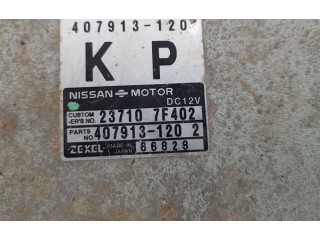 407913-1202
K P
NISSAN MOTOR
DC12V
CUSTOM -ER'S NO. 23710 7F402
PARTS NO. 407913-120 2
ZEXEL MADE IN JAPAN 66828